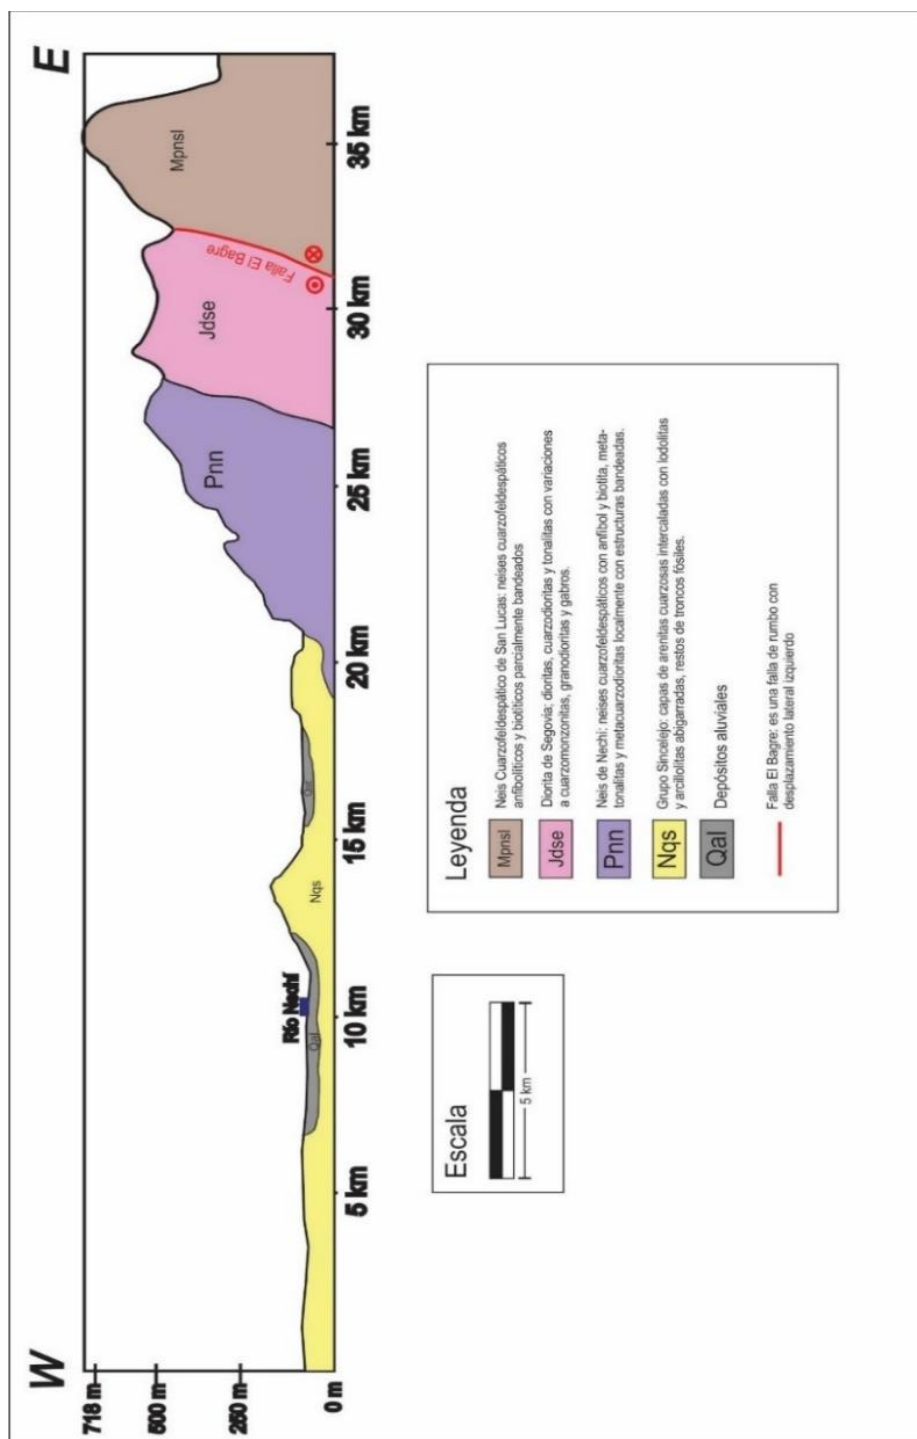 W
E
718 m
500 m
250 m
0 m
5 km
10 km
15 km
20 km
25 km
30 km
35 km
Río Nechí
Qal
Nqs
Qal
Pnn
Jdse
Falla El Bagre
Mpnsl
Escala
5 km
Leyenda
Mpnsl
Neis Cuarzofeldespático de San Lucas: neises cuarzofeldespáticos
anfibolíticos y biotíticos parcialmente bandeados
Jdse
Diorita de Segovia; dioritas, cuarzodioritas y tonalitas con variaciones
a cuarzomonzonitas, granodioritas y gabros.
Pnn
Neis de Nechí: neises cuarzofeldespáticos con anfíbol y biotita, meta-
tonalitas y metacuarzodioritas localmente con estructuras bandeadas.
Nqs
Grupo Sincelejo: capas de arenitas cuarzosas intercaladas con lodolitas
y arcillolitas abigarradas, restos de troncos fósiles.
Qal
Depósitos aluviales
Falla El Bagre: es una falla de rumbo con
desplazamiento lateral izquierdo